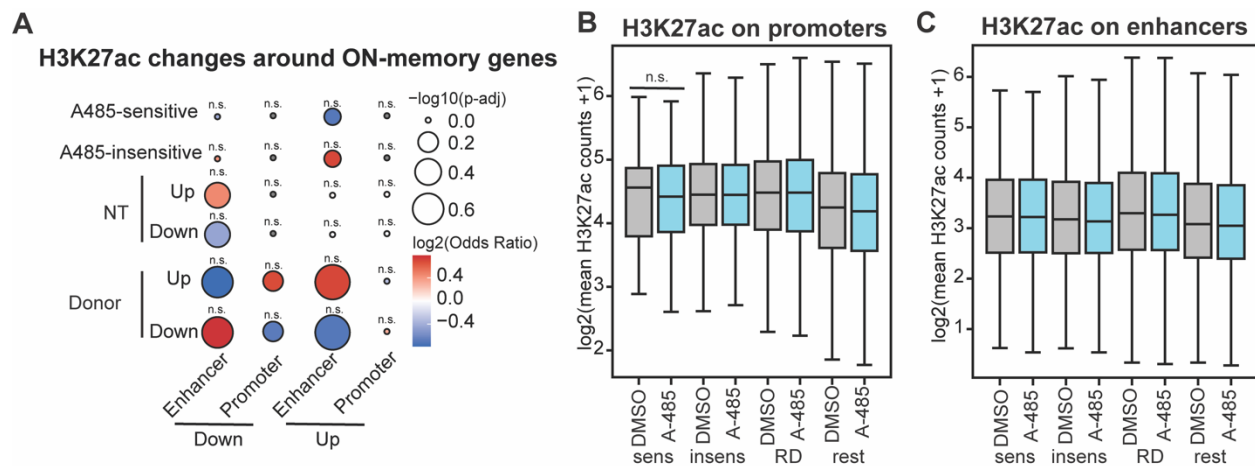 A
H3K27ac changes around ON-memory genes
A485-sensitive
n.s.
n.s.
n.s.
n.s.
A485-insensitive
n.s.
n.s.
n.s.
n.s.
NT
Up
n.s.
n.s.
n.s.
n.s.
Down
n.s.
n.s.
n.s.
n.s.
Donor
Up
n.s.
n.s.
n.s.
n.s.
Down
n.s.
n.s.
n.s.
n.s.
Enhancer
Promoter
Enhancer
Promoter
Down
Up
−log10(p-adj)
0.0
0.2
0.4
0.6
log2(Odds Ratio)
0.4
0.0
−0.4
B
H3K27ac on promoters
log2(mean H3K27ac counts +1)
6
5
4
3
2
n.s.
DMSO
A-485
DMSO
A-485
DMSO
A-485
DMSO
A-485
sens
insens
RD
rest
C
H3K27ac on enhancers
log2(mean H3K27ac counts +1)
6
5
4
3
2
1
DMSO
A-485
DMSO
A-485
DMSO
A-485
DMSO
A-485
sens
insens
RD
rest